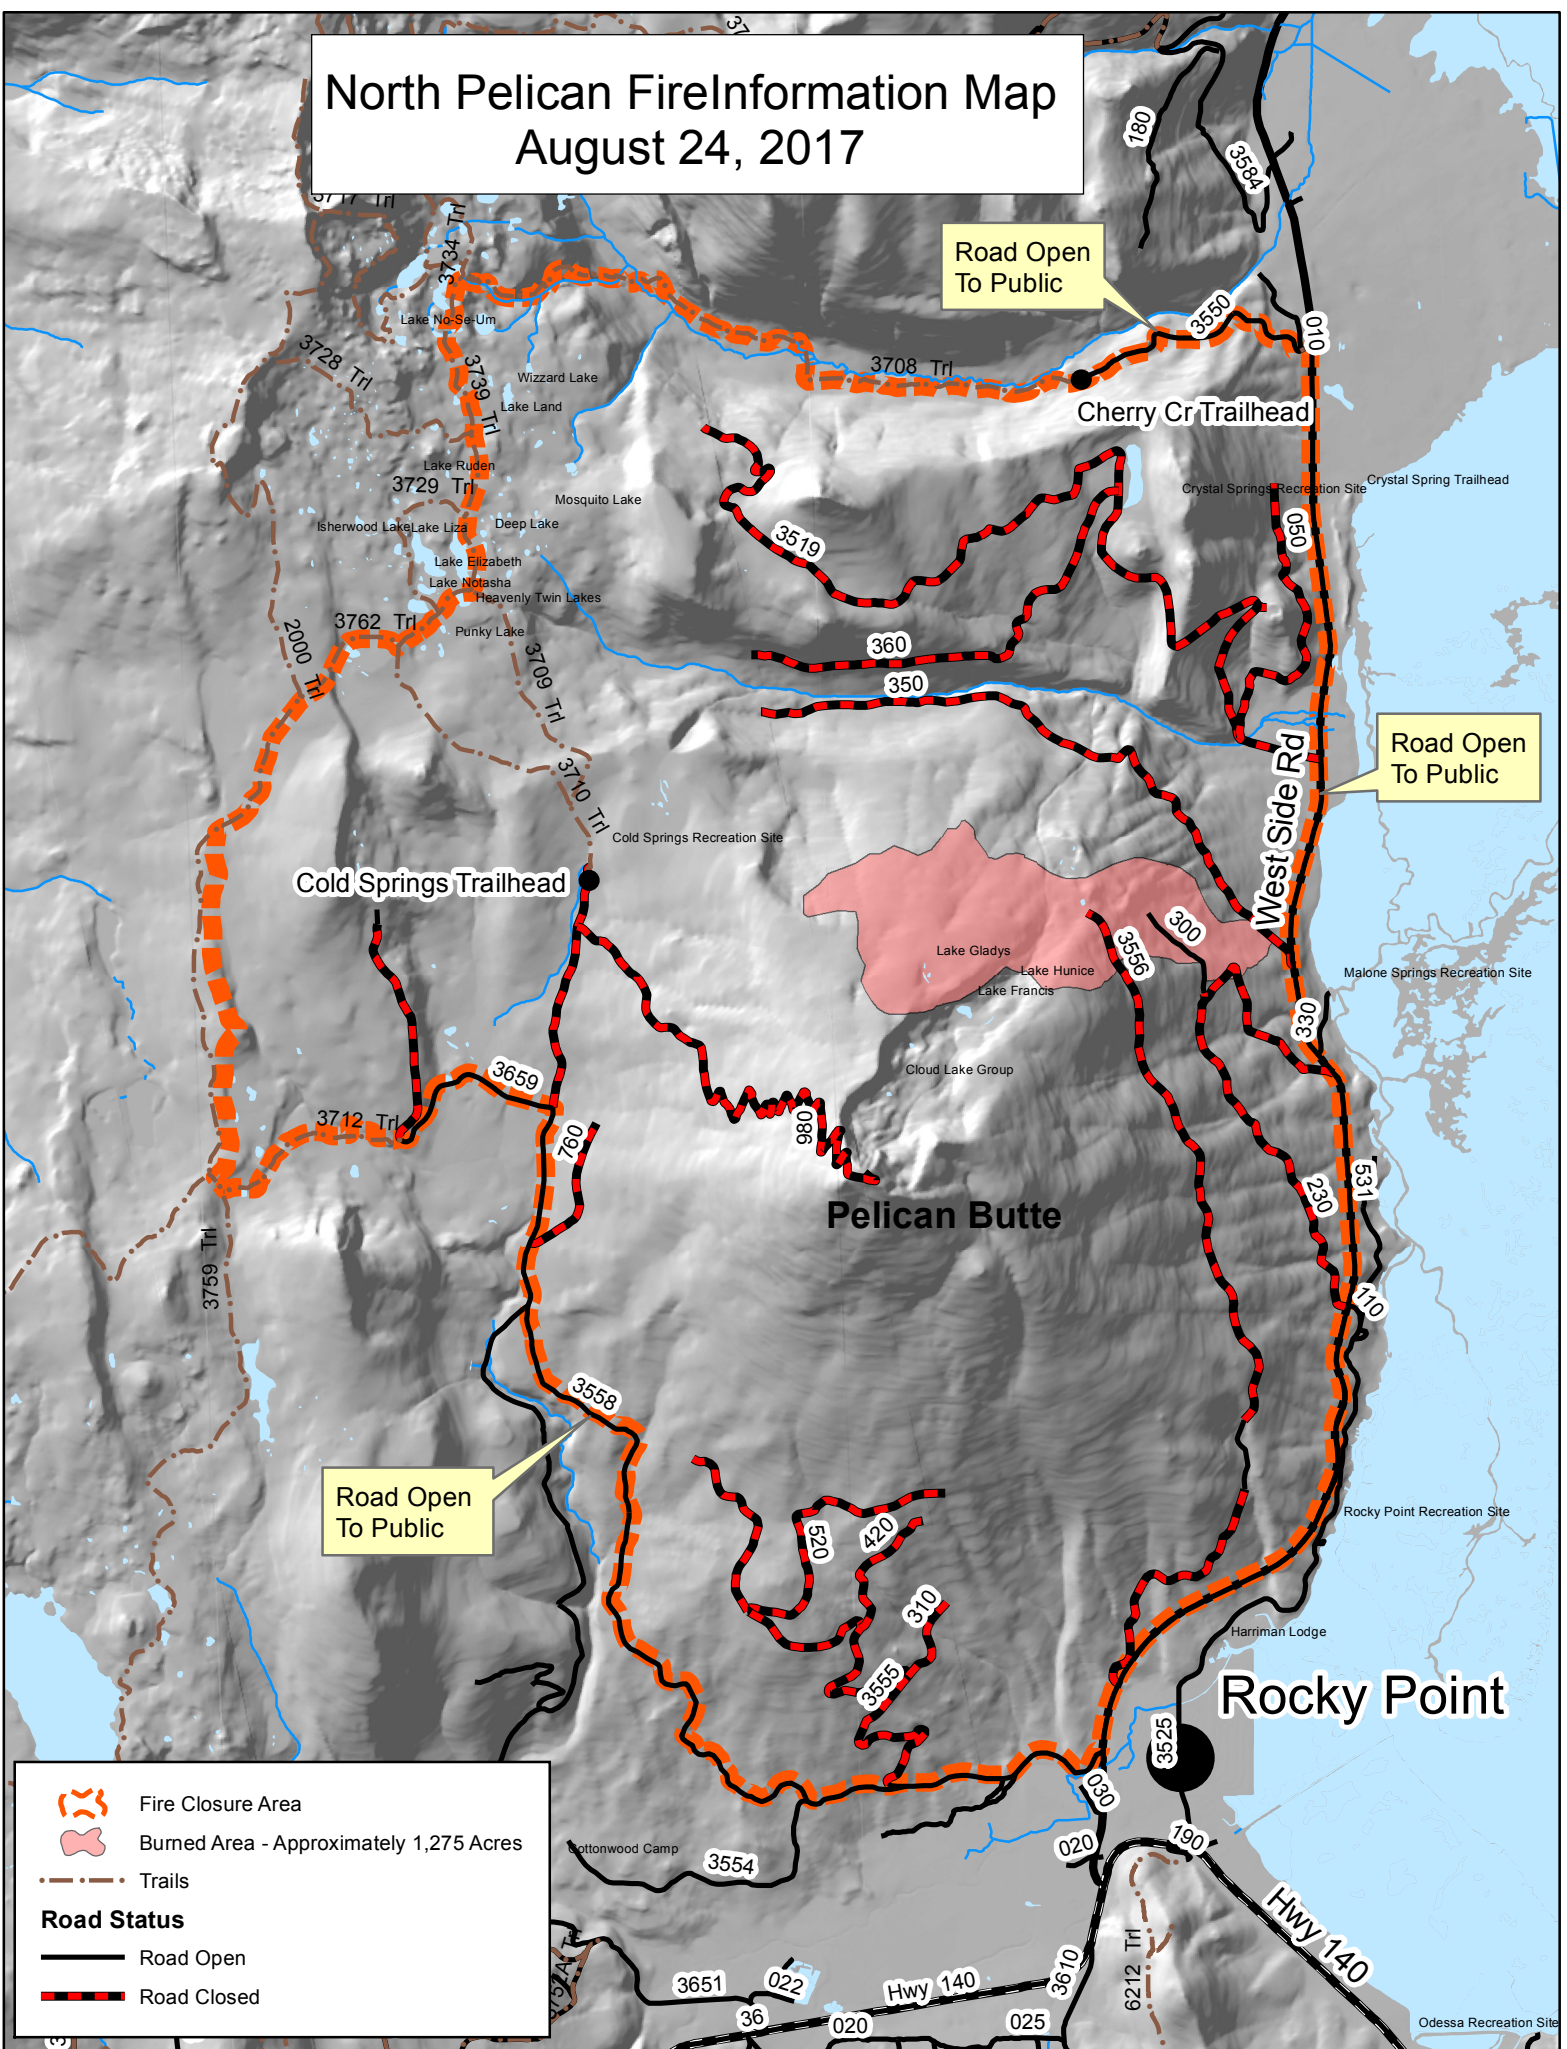 North Pelican FireInformation Map
August 24, 2017
3717 Trl
3734 Trl
180
3584
Road Open
To Public
3550
010
Lake No-Se-Um
3728 Trl
3739 Trl
Wizzard Lake
Lake Land
3708 Trl
Cherry Cr Trailhead
Lake Ruden
3729 Trl
Mosquito Lake
Crystal Springs Recreation Site
Crystal Spring Trailhead
Isherwood Lake
Lake Liza
Deep Lake
3519
050
Lake Elizabeth
Lake Notasha
Heavenly Twin Lakes
3762 Trl
Punky Lake
2000 Trl
3709 Trl
360
350
West Side Rd
Road Open
To Public
3710 Trl
Cold Springs Recreation Site
Cold Springs Trailhead
300
3556
Lake Gladys
Lake Hunice
Lake Francis
Malone Springs Recreation Site
330
Cloud Lake Group
3659
3712 Trl
760
980
Pelican Butte
531
230
110
3759 Trl
3558
Road Open
To Public
520
420
310
3555
Rocky Point Recreation Site
Harriman Lodge
Rocky Point
3525
030
020
190
Cottonwood Camp
3554
Hwy 140
6212 Trl
3610
3651
022
Hwy 140
36
020
025
Odessa Recreation Site
Fire Closure Area
Burned Area - Approximately 1,275 Acres
Trails
Road Status
Road Open
Road Closed